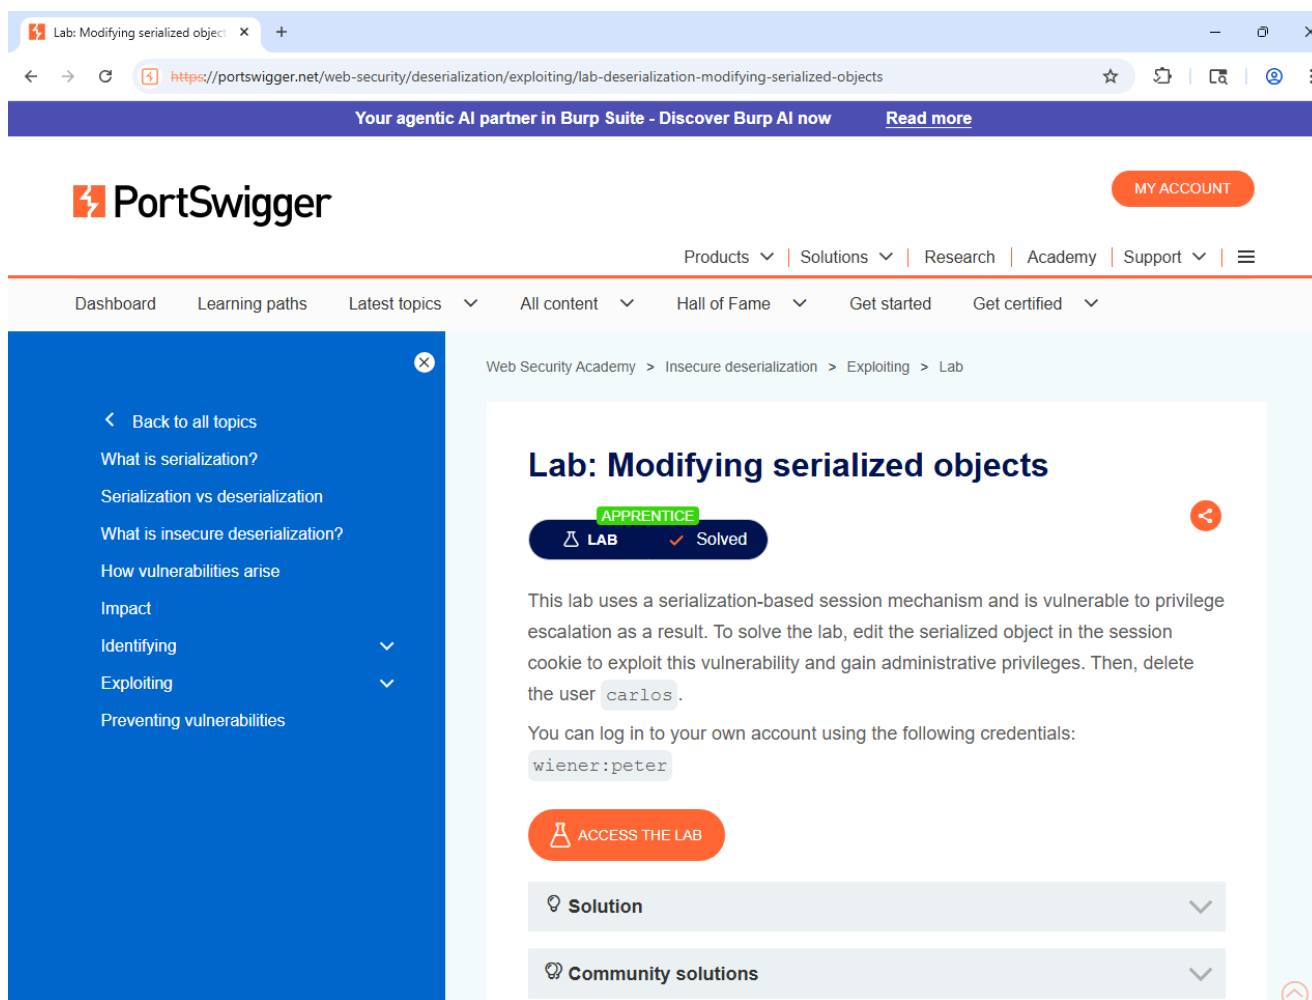 Lab: Modifying serialized object
https://portswigger.net/web-security/deserialization/exploiting/lab-deserialization-modifying-serialized-objects
Your agentic AI partner in Burp Suite - Discover Burp AI now Read more
PortSwigger
MY ACCOUNT
Products Solutions Research Academy Support
Dashboard Learning paths Latest topics All content Hall of Fame Get started Get certified
Web Security Academy > Insecure deserialization > Exploiting > Lab
Back to all topics
What is serialization?
Serialization vs deserialization
What is insecure deserialization?
How vulnerabilities arise
Impact
Identifying
Exploiting
Preventing vulnerabilities
Lab: Modifying serialized objects
APPRENTICE
LAB Solved
This lab uses a serialization-based session mechanism and is vulnerable to privilege
escalation as a result. To solve the lab, edit the serialized object in the session
cookie to exploit this vulnerability and gain administrative privileges. Then, delete
the user carlos.
You can log in to your own account using the following credentials:
wiener:peter
ACCESS THE LAB
Solution
Community solutions